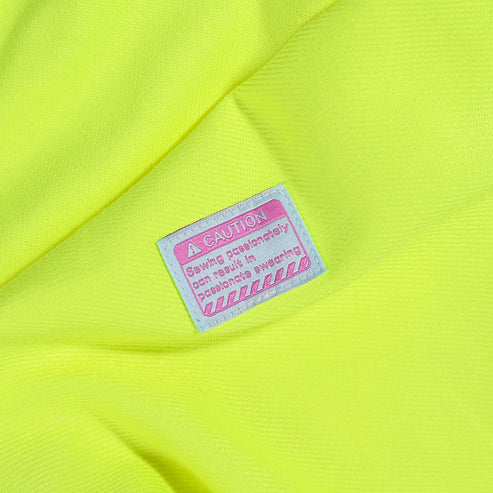 CAUTION
Sewing passionately
can result in
passionate swearing